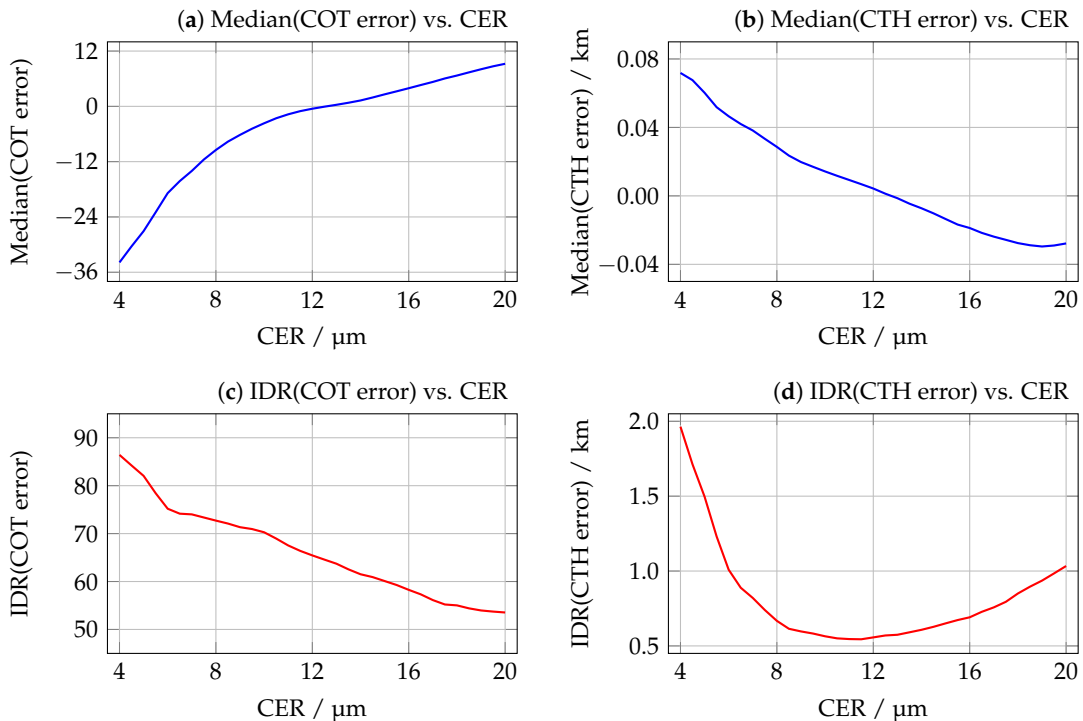 (a) Median(COT error) vs. CER
12
0
−12
−24
−36
Median(COT error)
4 8 12 16 20
CER / µm
(b) Median(CTH error) vs. CER
0.08
0.04
0.00
−0.04
Median(CTH error) / km
4 8 12 16 20
CER / µm
(c) IDR(COT error) vs. CER
90
80
70
60
50
IDR(COT error)
4 8 12 16 20
CER / µm
(d) IDR(CTH error) vs. CER
2.0
1.5
1.0
0.5
IDR(CTH error) / km
4 8 12 16 20
CER / µm